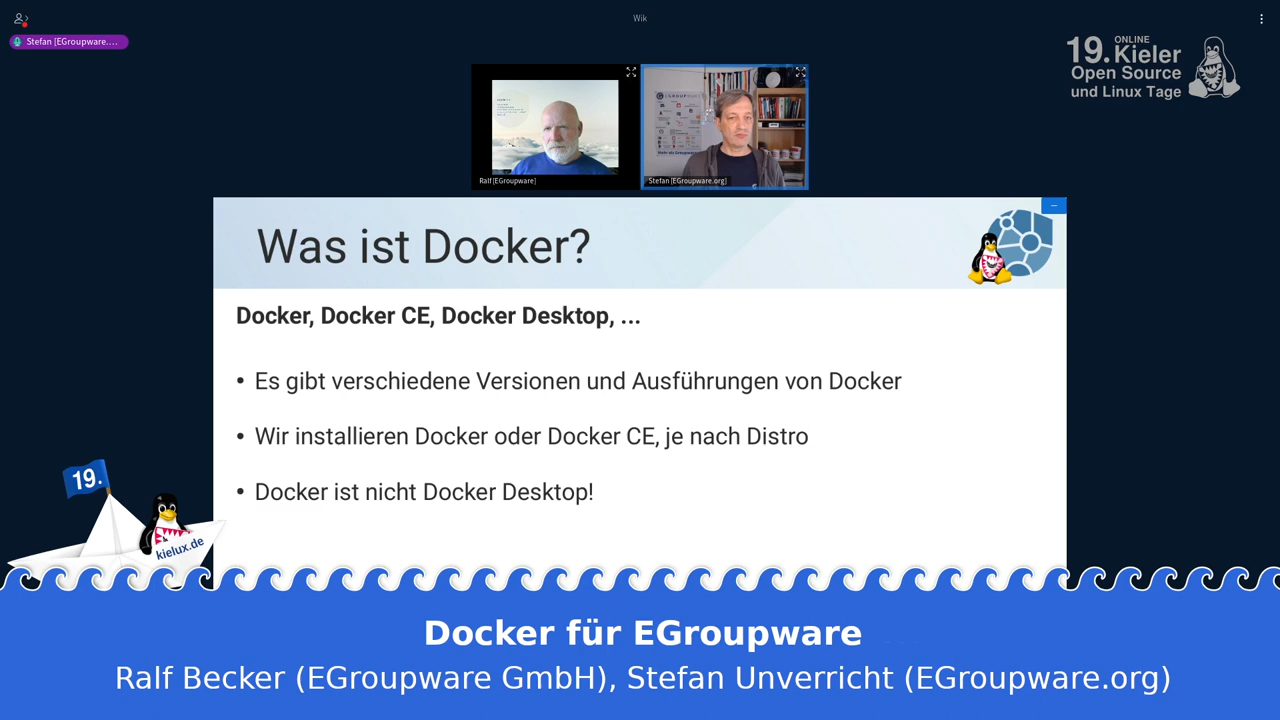 Wik
Stefan [EGroupware....
19.
ONLINE
Kieler
Open Source
und Linux Tage
Ralf [EGroupware]
Stefan [EGroupware.org]
Was ist Docker?
Docker, Docker CE, Docker Desktop, ...
• Es gibt verschiedene Versionen und Ausführungen von Docker
• Wir installieren Docker oder Docker CE, je nach Distro
• Docker ist nicht Docker Desktop!
19.
kielux.de
Docker für EGroupware
Ralf Becker (EGroupware GmbH), Stefan Unverricht (EGroupware.org)